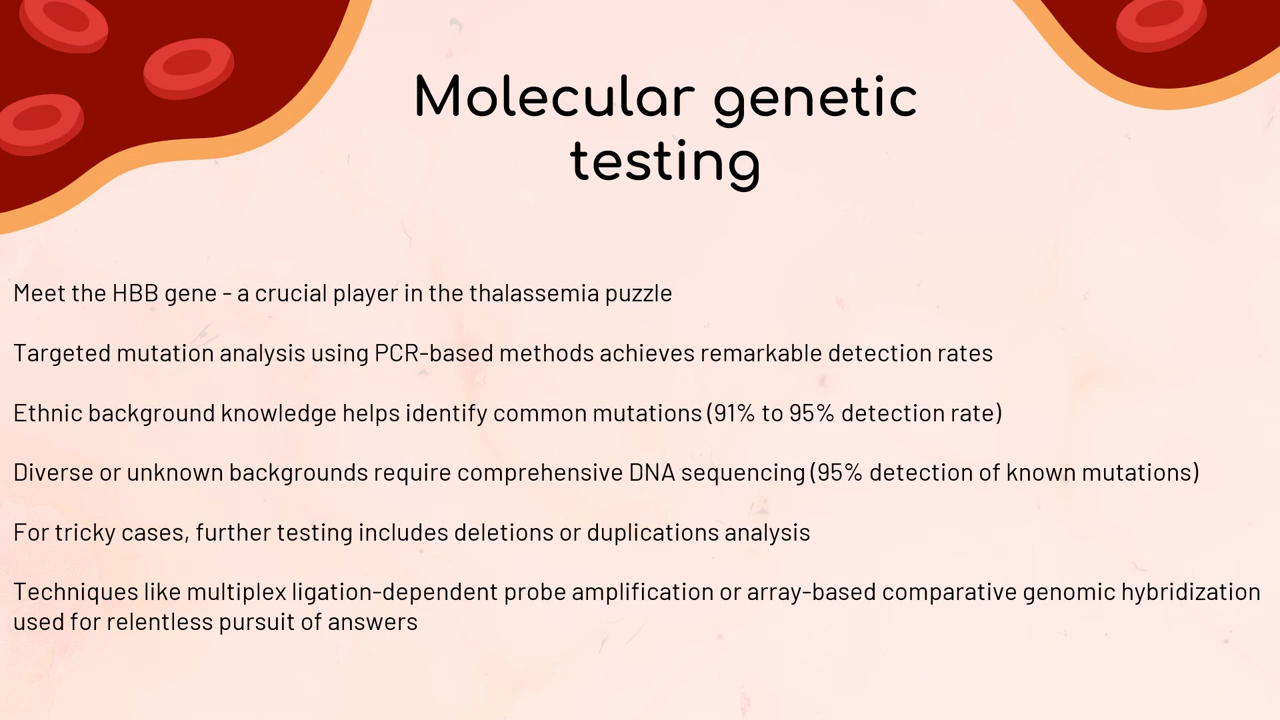 Molecular genetic
testing
Meet the HBB gene - a crucial player in the thalassemia puzzle
Targeted mutation analysis using PCR-based methods achieves remarkable detection rates
Ethnic background knowledge helps identify common mutations (91% to 95% detection rate)
Diverse or unknown backgrounds require comprehensive DNA sequencing (95% detection of known mutations)
For tricky cases, further testing includes deletions or duplications analysis
Techniques like multiplex ligation-dependent probe amplification or array-based comparative genomic hybridization
used for relentless pursuit of answers